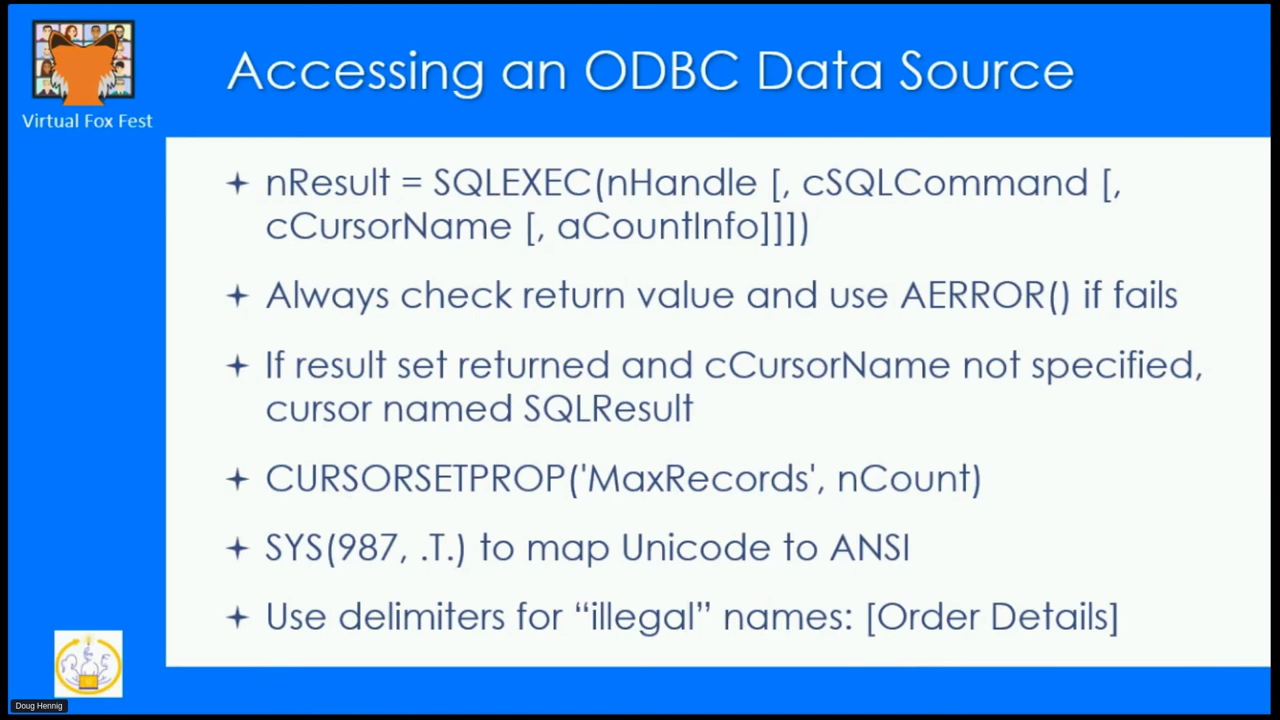 Accessing an ODBC Data Source
Virtual Fox Fest
nResult = SQLEXEC(nHandle [, cSQLCommand [,
cCursorName [, aCountInfo]]])
Always check return value and use AERROR() if fails
If result set returned and cCursorName not specified,
cursor named SQLResult
CURSORSETPROP('MaxRecords', nCount)
SYS(987, .T.) to map Unicode to ANSI
Use delimiters for “illegal” names: [Order Details]
Doug Hennig